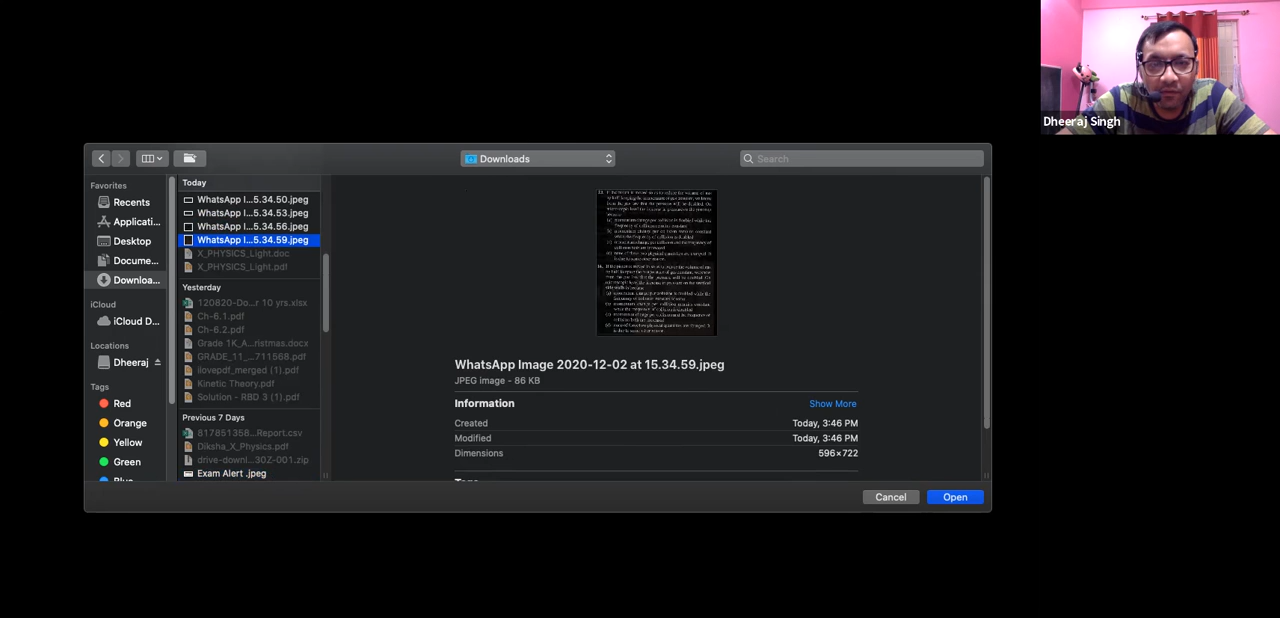 Dheeraj Singh
Downloads
Search
Favorites
Recents
Applicati...
Desktop
Docume...
Downloa...
iCloud
iCloud D...
Locations
Dheeraj
Tags
Red
Orange
Yellow
Green
Blue
Today
WhatsApp I...5.34.50.jpeg
WhatsApp I...5.34.53.jpeg
WhatsApp I...5.34.56.jpeg
WhatsApp I...5.34.59.jpeg
X_PHYSICS_Light.doc
X_PHYSICS_Light.pdf
Yesterday
120820-Do...r 10 yrs.xlsx
Ch-6.1.pdf
Ch-6.2.pdf
Grade 1K_A...ristmas.docx
GRADE_11_...711568.pdf
ilovepdf_merged (1).pdf
Kinetic Theory.pdf
Solution - RBD 3 (1).pdf
Previous 7 Days
817851358...Report.csv
Diksha_X_Physics.pdf
drive-downl...30Z-001.zip
Exam Alert .jpeg
WhatsApp Image 2020-12-02 at 15.34.59.jpeg
JPEG image - 86 KB
Information
Show More
Created
Today, 3:46 PM
Modified
Today, 3:46 PM
Dimensions
596×722
Tags
Cancel
Open